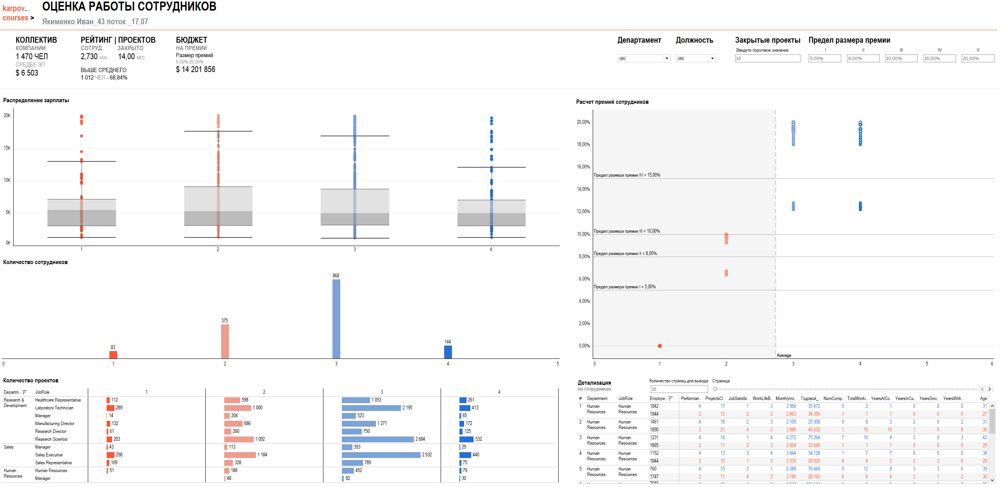 karpov.
courses >
ОЦЕНКА РАБОТЫ СОТРУДНИКОВ
Якименко Иван_43 поток _17.07
КОЛЛЕКТИВ
КОМПАНИИ
1 470 ЧЕЛ
СРЕДЕЕ ЗП
$ 6 503
РЕЙТИНГ | ПРОЕКТОВ
СОТРУД. ЗАКРЫТО
2,730 AGG 14,00 MED
ВЫШЕ СРЕДНЕГО
1 012 ЧЕЛ - 68,84%
БЮДЖЕТ
НА ПРЕМИИ
Размер премий
5,00%-20,00%
$ 14 201 856
Департамент
(All)
Должность
(All)
Закрытые проекты
Введите пороговое значение
15
Предел размера премии
I II III IV V
5,00% 8,00% 10,00% 15,00% 20,00%
Распределение зарплаты
20K
15K
10K
5K
0K
1 2 3 4
Количество сотрудников
83 375 868 144
0 1 2 3 4 5
Расчет премий сотрудников
20,00%
18,00%
16,00%
Предел размера премии IV = 15,00%
14,00%
12,00%
10,00%
Предел размера премии III = 10,00%
8,00%
Предел размера премии II = 8,00%
6,00%
Предел размера премии I = 5,00%
4,00%
2,00%
0,00%
Average
0 1 2 3 4 5 6
Количество проектов
Departm.. JobRole 1 2 3 4
Research & Development
Healthcare Representative 112 598 1 053 261
Laboratory Technician 289 1 000 2 195 413
Manager 14 204 523 65
Manufacturing Director 132 686 1 271 172
Research Director 61 260 750 125
Research Scientist 203 1 092 2 684 532
Sales
Manager 43 113 393 29
Sales Executive 298 1 184 2 932 440
Sales Representative 109 328 789 75
Human Resources
Human Resources 51 188 452 79
Manager 48 82 30
Детализация
по сотрудникам
Количество страниц для вывода
15
Страница
# Department JobRole Employe.. Performan.. ProjectsCl.. JobSatisfa.. WorkLifeB.. MonthlyInc.. Годовой_.. NumComp.. TotalWorki.. YearsAtCo.. YearsInCu.. YearsSinc.. YearsWith.. Age
1 Human Resources Human Resources 1842 4 17 1 3 2 956 35 472 0 2 1 0 0 0 31
1944 2 12 2 3 2 863 34 356 1 1 1 0 0 0 27
2 Human Resources Human Resources 1461 4 18 2 3 2 109 25 308 9 8 3 2 0 2 31
1890 2 21 4 2 3 886 46 632 1 10 10 1 0 8 36
3 Human Resources Human Resources 1231 4 16 1 4 6 272 75 264 7 10 4 3 0 3 42
1865 2 11 2 3 2 804 33 648 1 1 1 0 0 0 29
4 Human Resources Human Resources 1152 4 13 3 4 2 844 34 128 1 7 7 6 5 0 38
1844 2 15 1 3 2 335 28 020 4 4 2 2 2 0 29
5 Human Resources Human Resources 760 4 15 2 1 6 389 76 668 9 12 8 3 3 6 39
1747 2 11 4 2 2 180 26 160 6 6 4 2 1 2 30